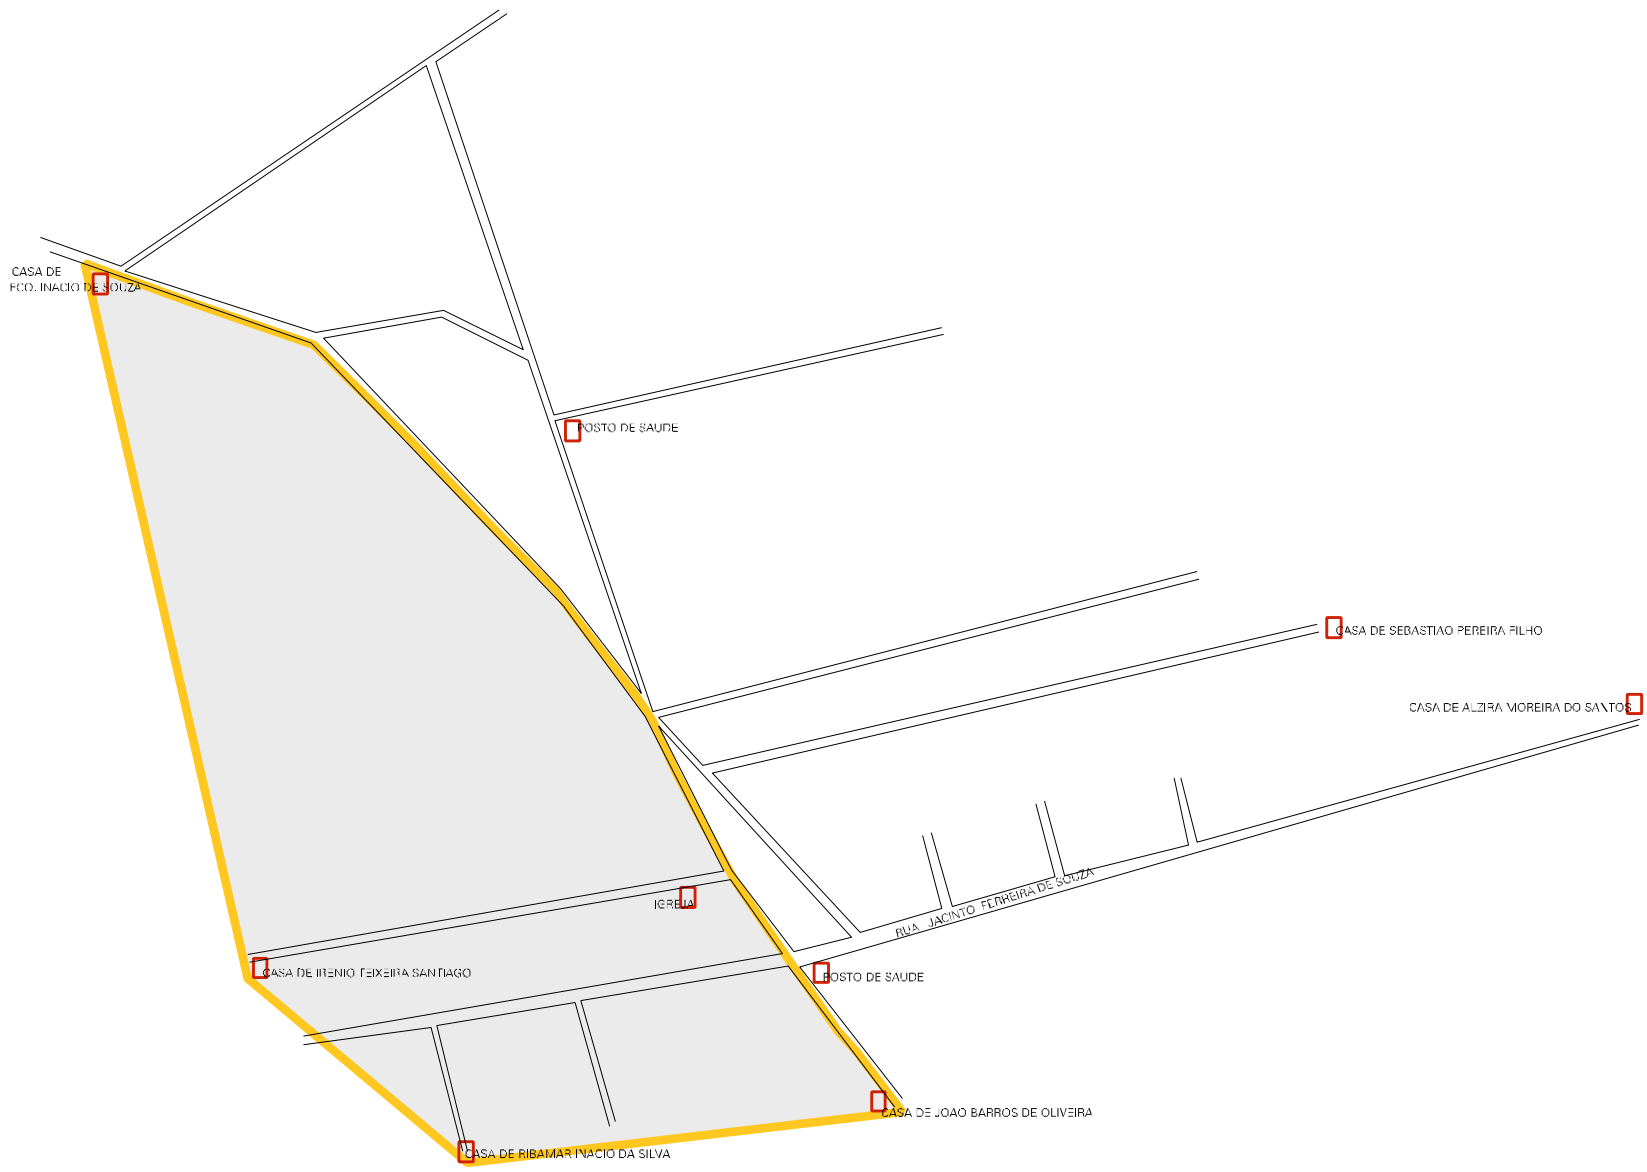 CASA DE
FCO. INACIO DE SOUZA
POSTO DE SAUDE
CASA DE SEBASTIAO PEREIRA FILHO
CASA DE ALZIRA MOREIRA DO SANTOS
RUA JACINTO FERREIRA DE SOUZA
IGREJA
CASA DE IRENIO TEIXEIRA SANTIAGO
POSTO DE SAUDE
CASA DE JOAO BARROS DE OLIVEIRA
CASA DE RIBAMAR INACIO DA SILVA